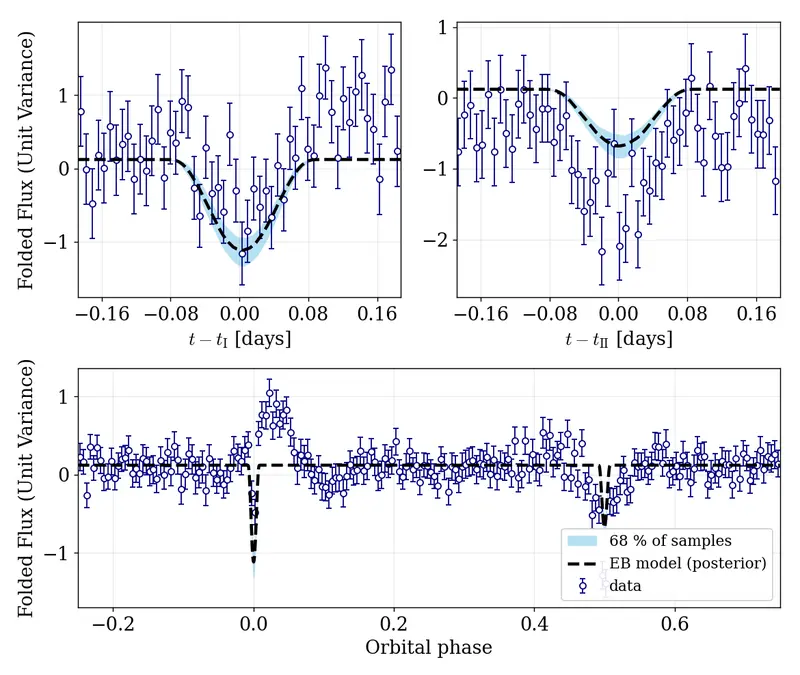 Folded Flux (Unit Variance)
1
0
−1
−0.16 −0.08 0.00 0.08 0.16
t − tI [days]
1
0
−1
−2
−0.16 −0.08 0.00 0.08 0.16
t − tII [days]
Folded Flux (Unit Variance)
1
0
−1
−0.2 0.0 0.2 0.4 0.6
Orbital phase
68 % of samples
EB model (posterior)
data